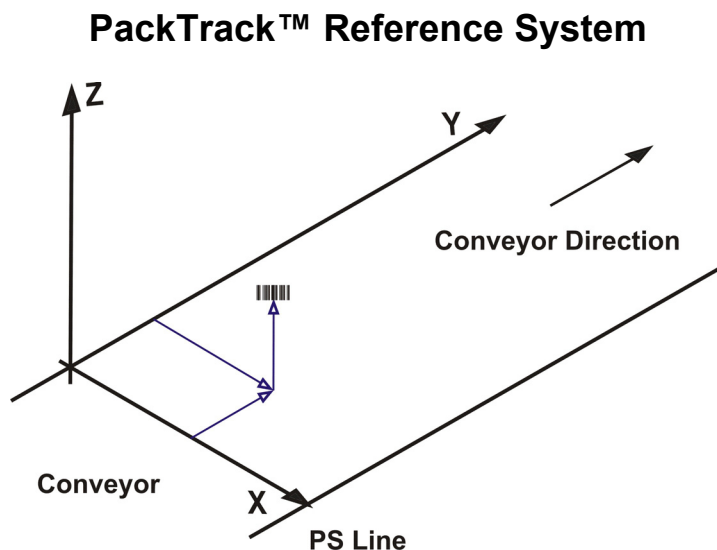 PackTrack™ Reference System
Z
Y
Conveyor Direction
Conveyor
X
PS Line